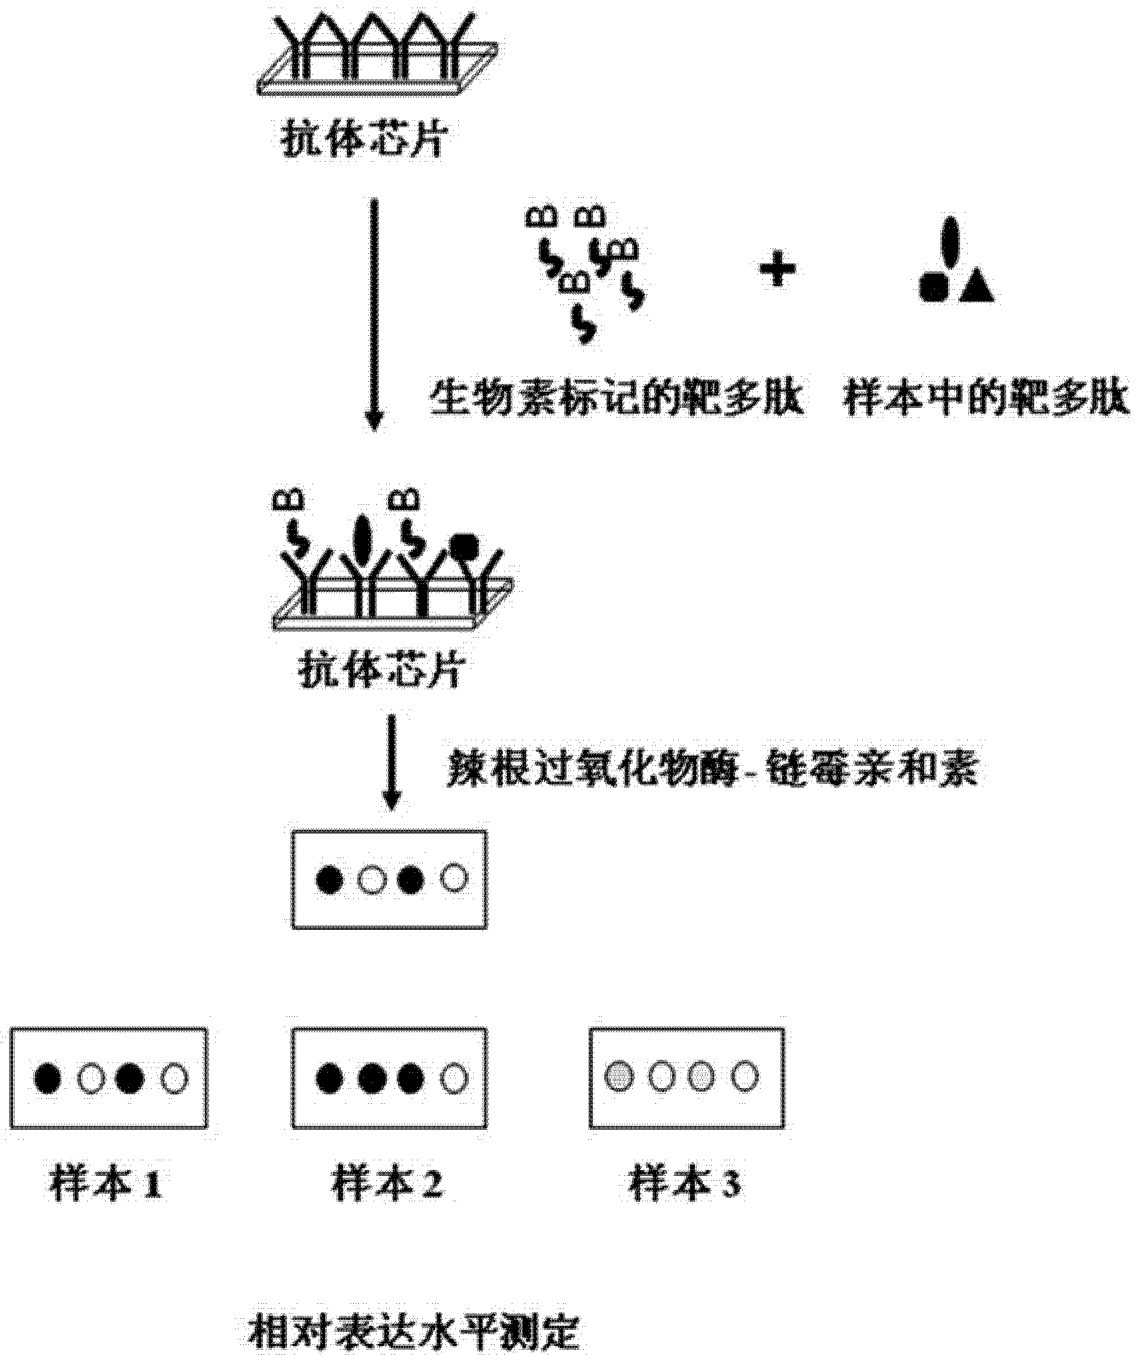 抗体芯片
B B B B
生物素标记的靶多肽 样本中的靶多肽
B B
抗体芯片
辣根过氧化物酶-链霉亲和素
样本1 样本2 样本3
相对表达水平测定